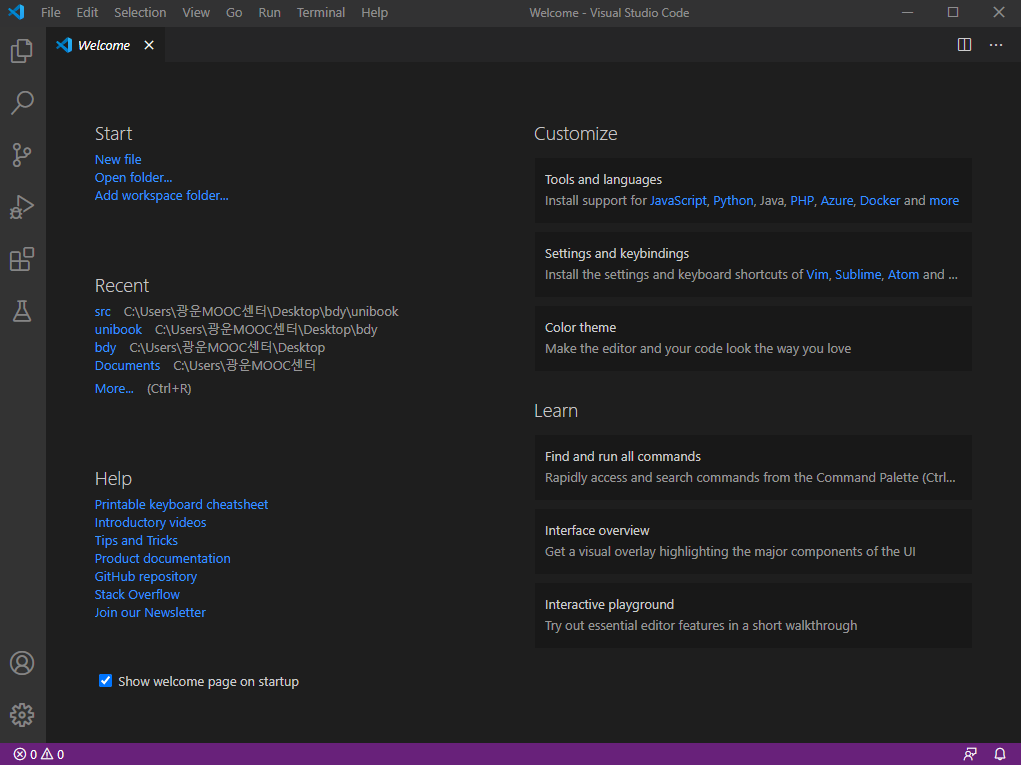 File Edit Selection View Go Run Terminal Help Welcome - Visual Studio Code
Welcome
Start
New file
Open folder...
Add workspace folder...
Recent
src C:\Users\광운MOOC센터\Desktop\bdy\unibook
unibook C:\Users\광운MOOC센터\Desktop\bdy
bdy C:\Users\광운MOOC센터\Desktop
Documents C:\Users\광운MOOC센터
More... (Ctrl+R)
Help
Printable keyboard cheatsheet
Introductory videos
Tips and Tricks
Product documentation
GitHub repository
Stack Overflow
Join our Newsletter
Show welcome page on startup
Customize
Tools and languages
Install support for JavaScript, Python, Java, PHP, Azure, Docker and more
Settings and keybindings
Install the settings and keyboard shortcuts of Vim, Sublime, Atom and ...
Color theme
Make the editor and your code look the way you love
Learn
Find and run all commands
Rapidly access and search commands from the Command Palette (Ctrl...
Interface overview
Get a visual overlay highlighting the major components of the UI
Interactive playground
Try out essential editor features in a short walkthrough
0 0